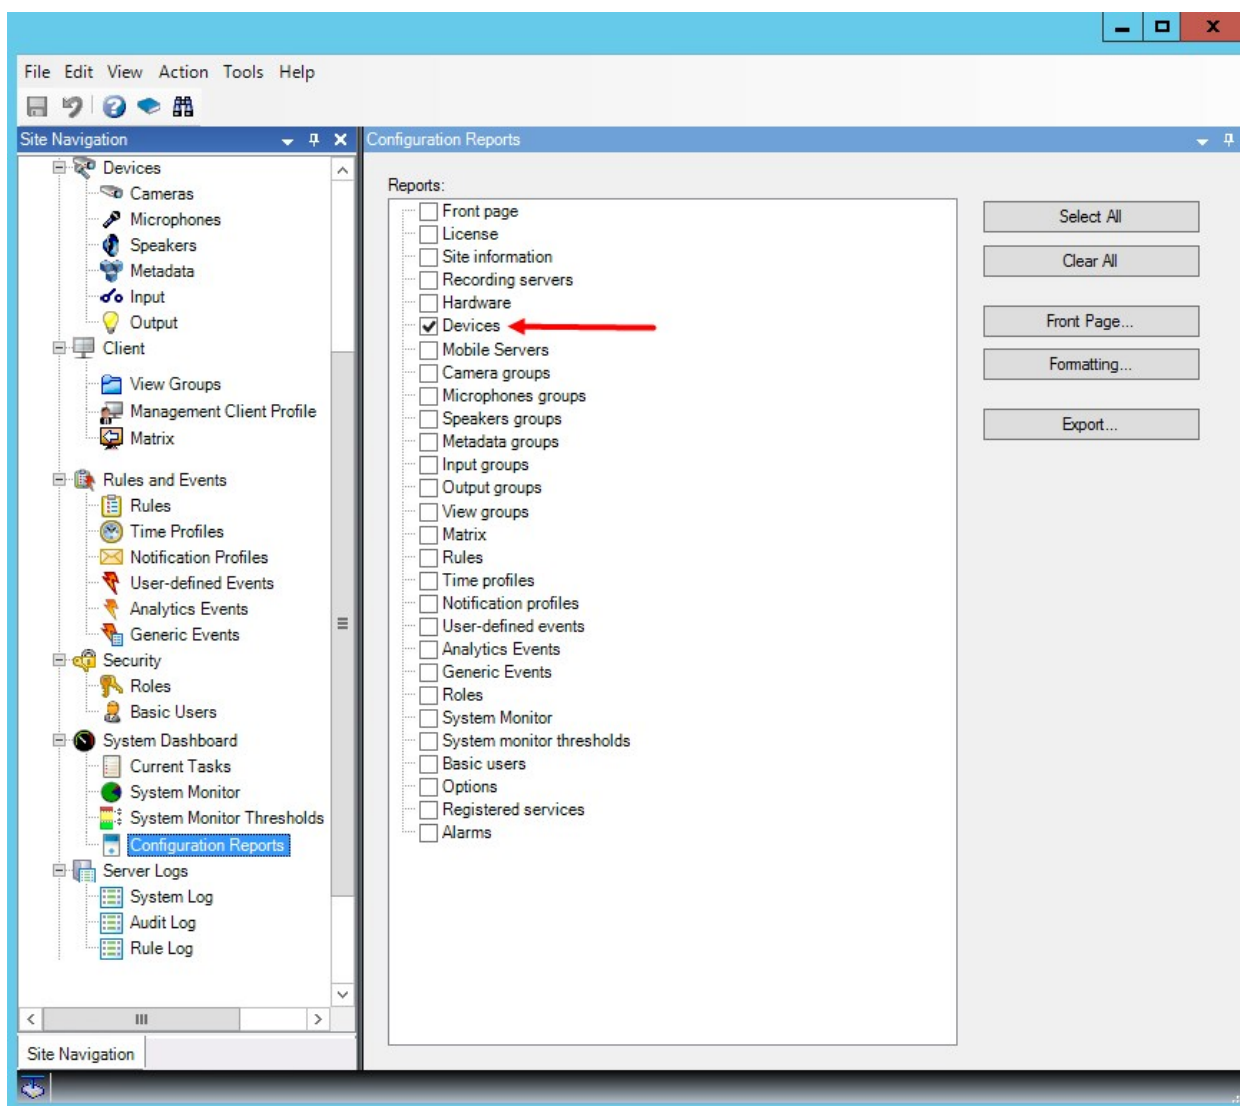 File Edit View Action Tools Help
Site Navigation
Devices
Cameras
Microphones
Speakers
Metadata
Input
Output
Client
View Groups
Management Client Profile
Matrix
Rules and Events
Rules
Time Profiles
Notification Profiles
User-defined Events
Analytics Events
Generic Events
Security
Roles
Basic Users
System Dashboard
Current Tasks
System Monitor
System Monitor Thresholds
Configuration Reports
Server Logs
System Log
Audit Log
Rule Log
Site Navigation
Configuration Reports
Reports:
Front page
License
Site information
Recording servers
Hardware
Devices
Mobile Servers
Camera groups
Microphones groups
Speakers groups
Metadata groups
Input groups
Output groups
View groups
Matrix
Rules
Time profiles
Notification profiles
User-defined events
Analytics Events
Generic Events
Roles
System Monitor
System monitor thresholds
Basic users
Options
Registered services
Alarms
Select All
Clear All
Front Page...
Formatting...
Export...